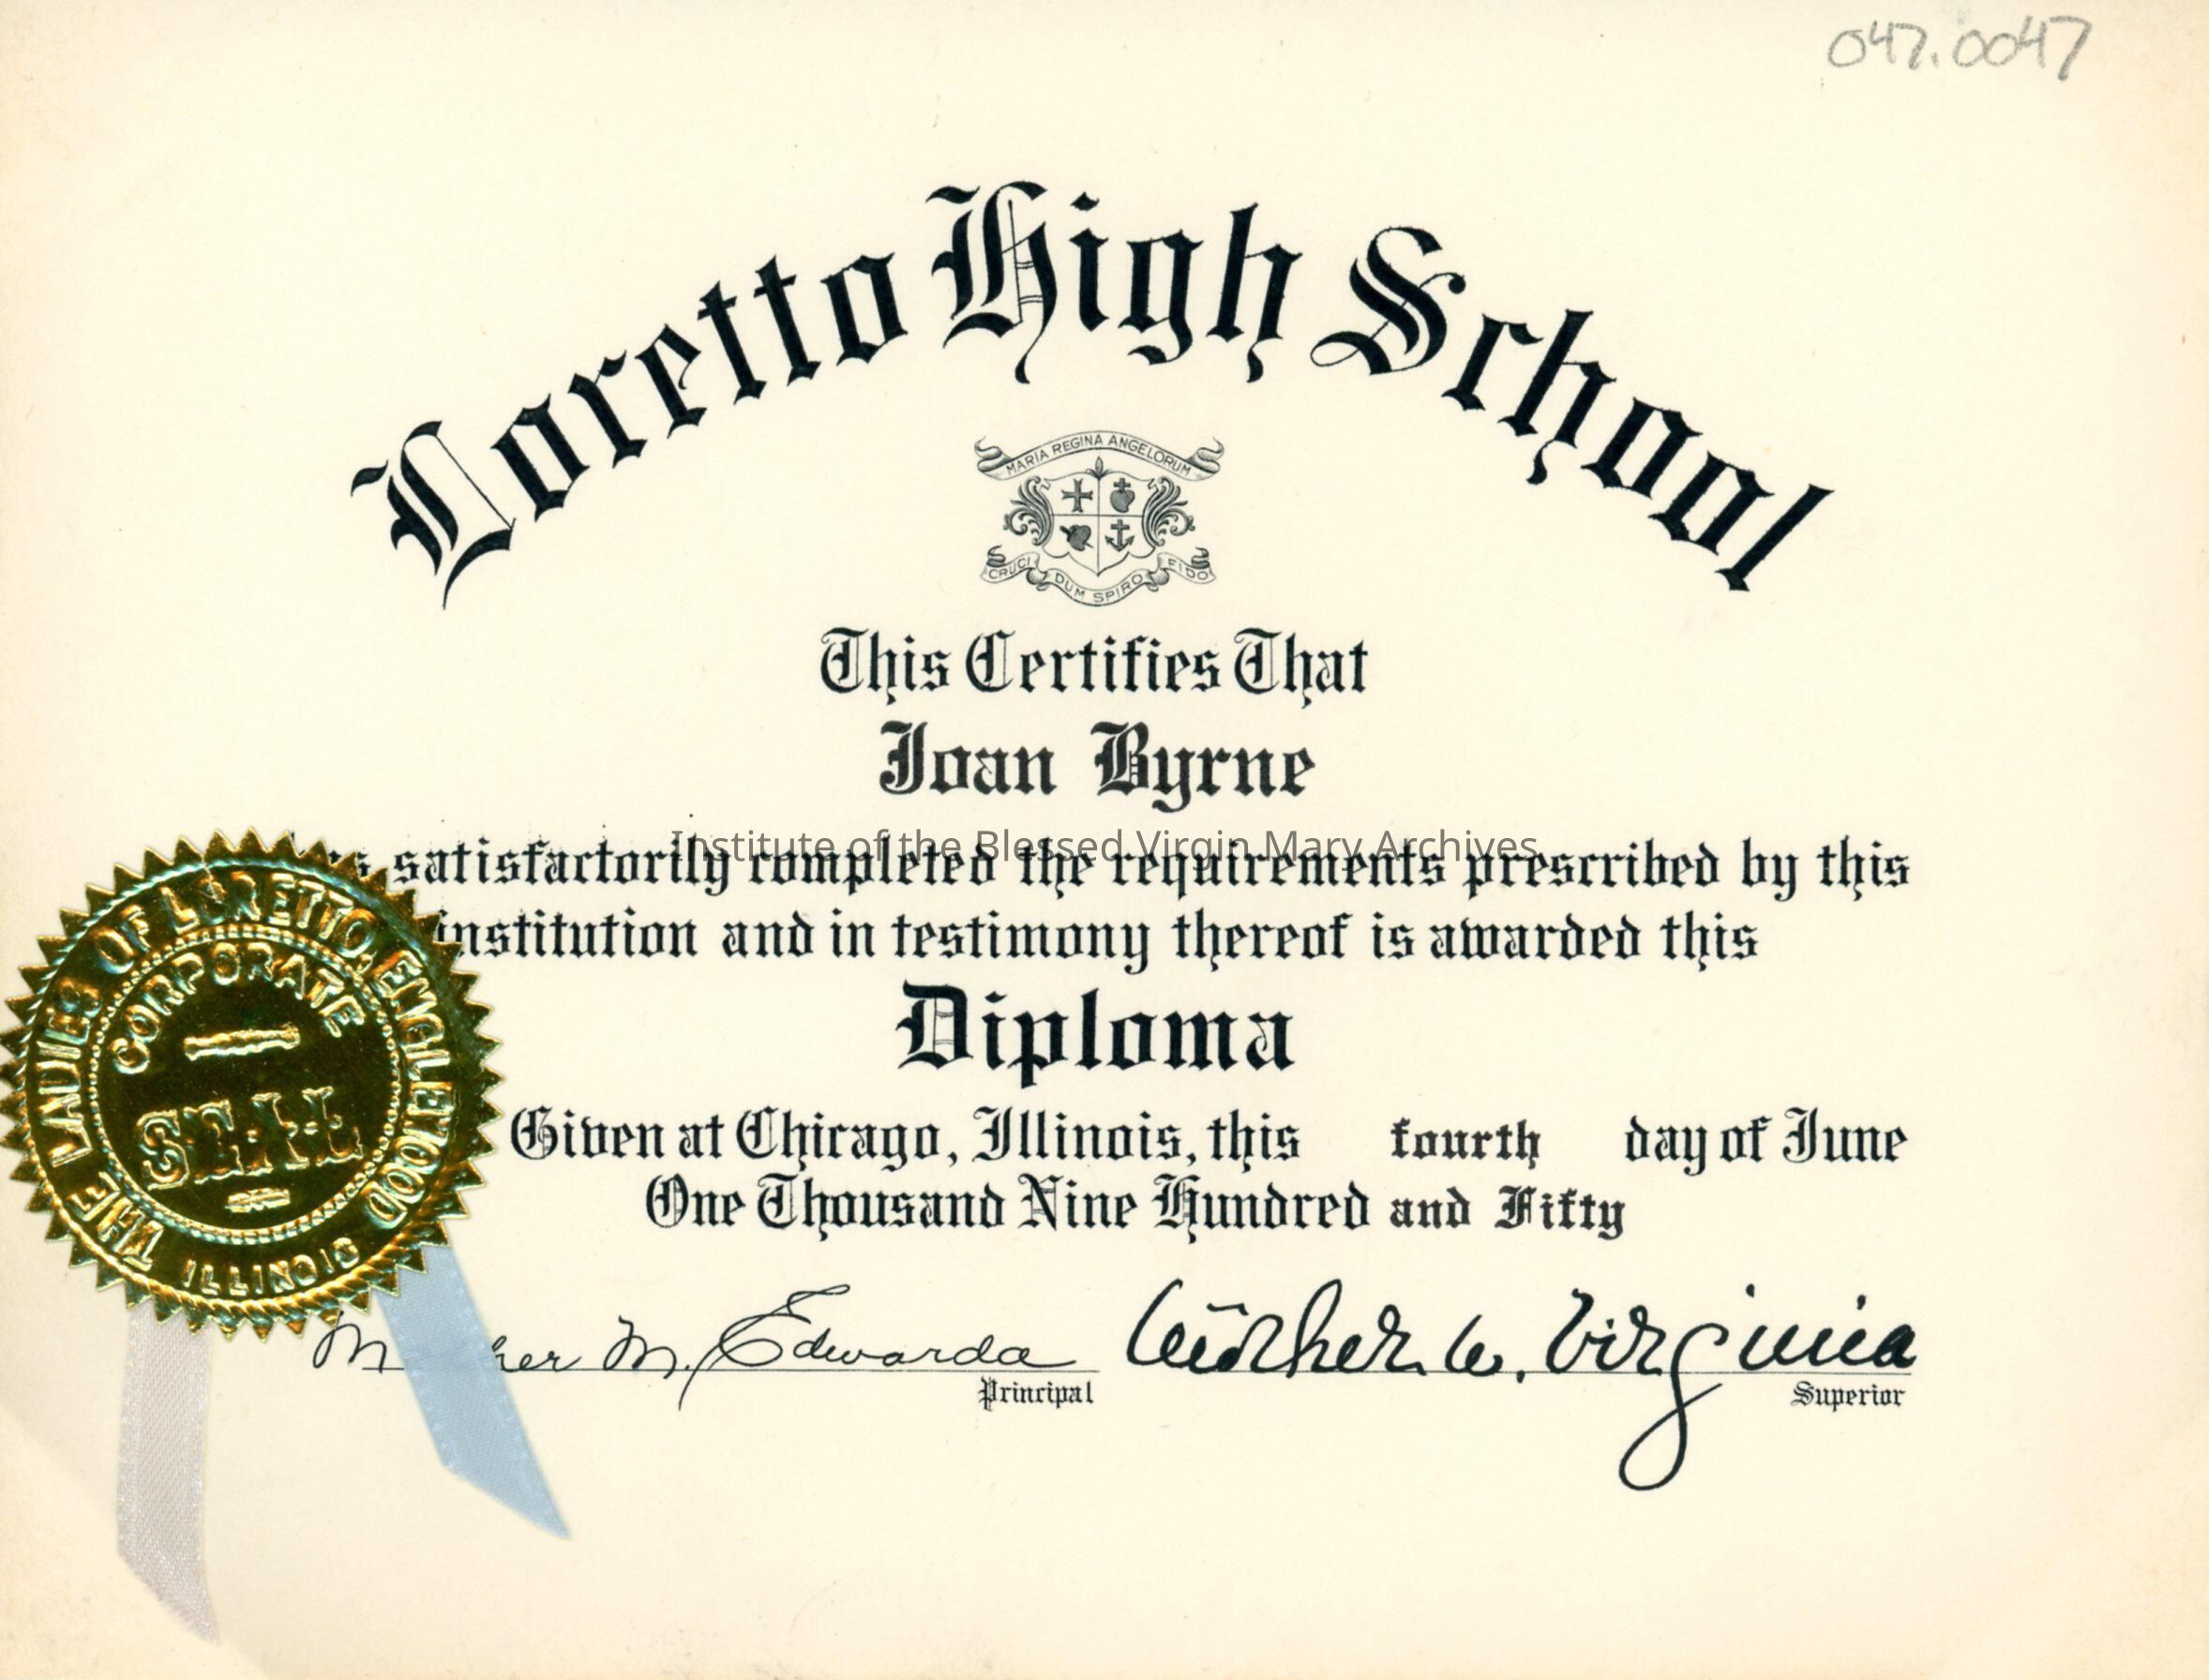 047.0047
Loretto High School
MARIA REGINA ANGELORUM
CRUCI DUM SPIRO FIDO
This Certifies That
Joan Byrne
Institute of the Blessed Virgin Mary Archives
satisfactorily completed the requirements prescribed by this
institution and in testimony thereof is awarded this
Diploma
Given at Chicago, Illinois, this fourth day of June
One Thousand Nine Hundred and Fifty
THE LADIES OF LORETTO, ENGLEWOOD
ILLINOIS
CORPORATE
SEAL
M. Edwarda
Virginia
Principal
Superior